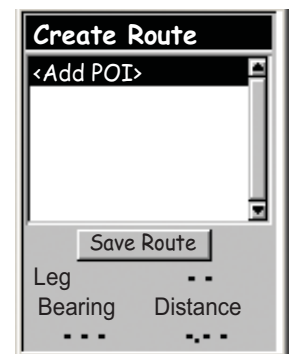 Create Route
<Add POI>
Save Route
Leg - -
Bearing Distance
- - - -.- -